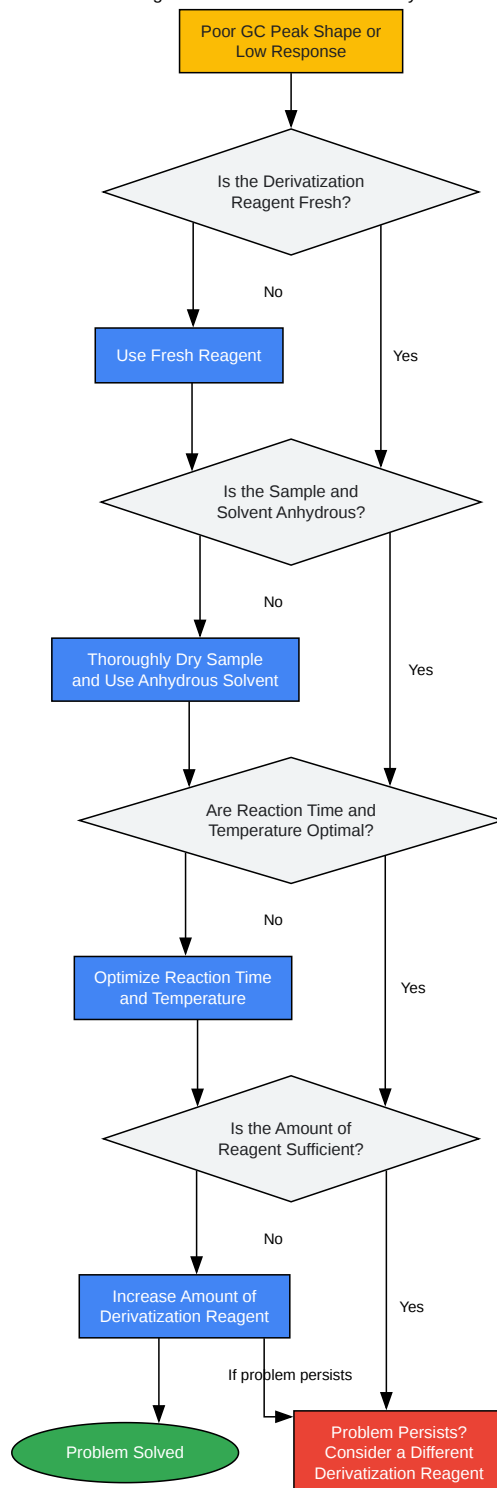 Poor GC Peak Shape or
Low Response
Is the Derivatization
Reagent Fresh?
No
Use Fresh Reagent
Yes
Is the Sample and
Solvent Anhydrous?
No
Thoroughly Dry Sample
and Use Anhydrous Solvent
Yes
Are Reaction Time and
Temperature Optimal?
No
Optimize Reaction Time
and Temperature
Yes
Is the Amount of
Reagent Sufficient?
No
Increase Amount of
Derivatization Reagent
Yes
If problem persists
Problem Solved
Problem Persists?
Consider a Different
Derivatization Reagent